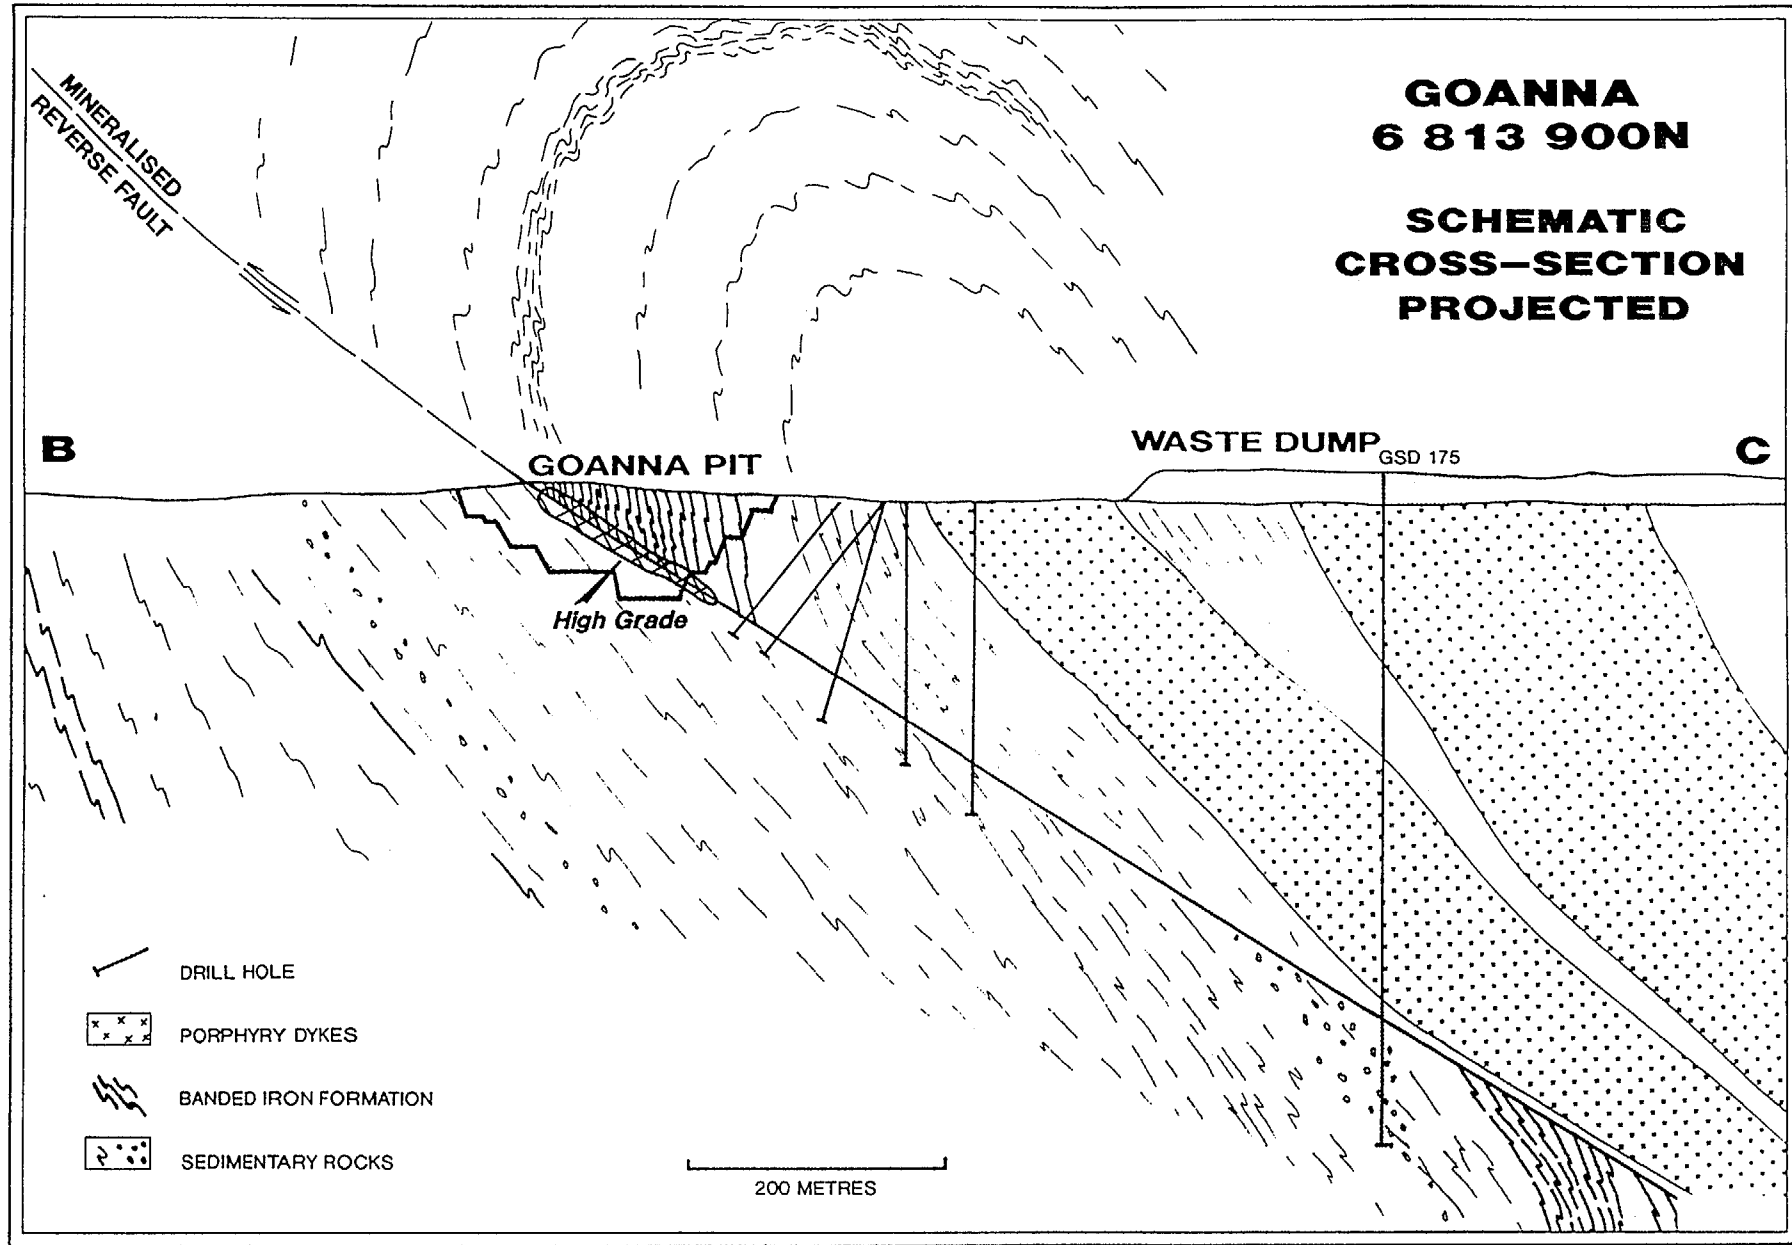 GOANNA
6 813 900N
SCHEMATIC
CROSS–SECTION
PROJECTED
MINERALISED
REVERSE FAULT
B
GOANNA PIT
WASTE DUMP
GSD 175
C
High Grade
DRILL HOLE
PORPHYRY DYKES
BANDED IRON FORMATION
SEDIMENTARY ROCKS
200 METRES